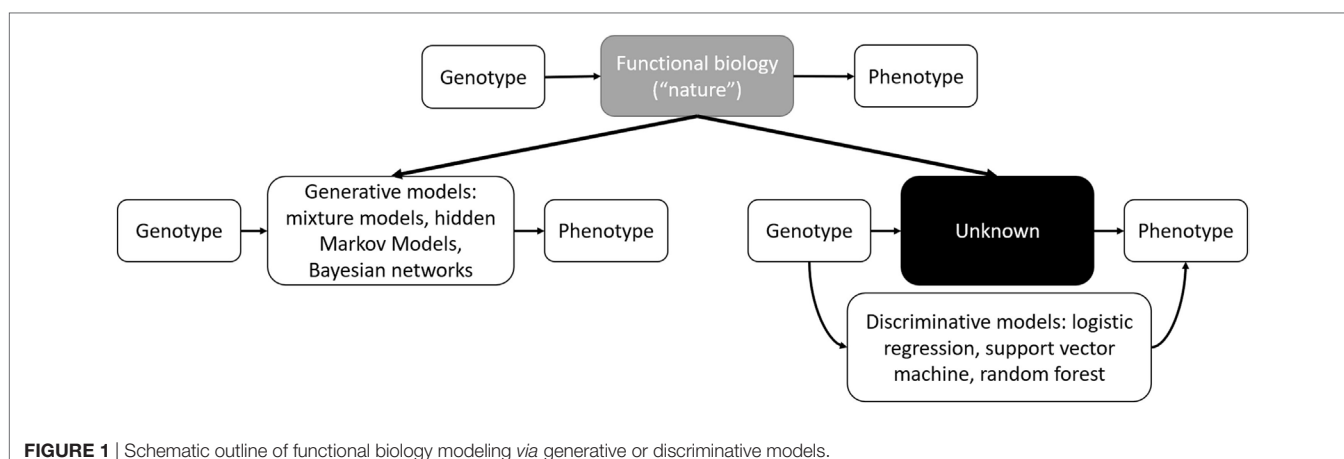 Genotype
Functional biology
("nature")
Phenotype
Genotype
Generative models:
mixture models, hidden
Markov Models,
Bayesian networks
Phenotype
Genotype
Unknown
Phenotype
Discriminative models: logistic
regression, support vector
machine, random forest
FIGURE 1 | Schematic outline of functional biology modeling via generative or discriminative models.